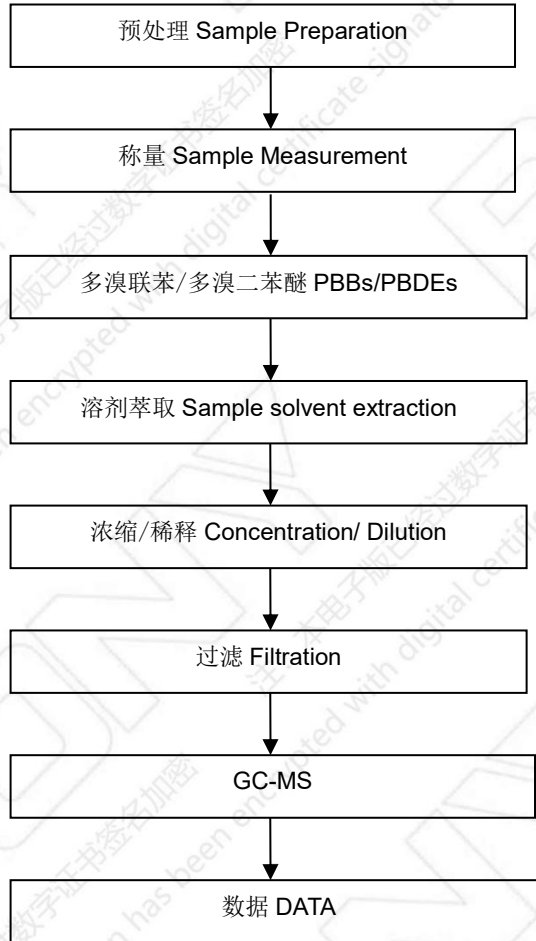 预处理 Sample Preparation
称量 Sample Measurement
多溴联苯/多溴二苯醚 PBBs/PBDEs
溶剂萃取 Sample solvent extraction
浓缩/稀释 Concentration/ Dilution
过滤 Filtration
GC-MS
数据 DATA